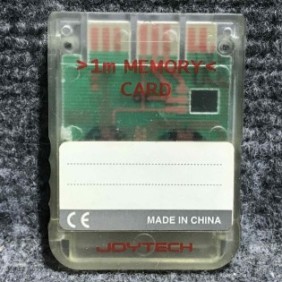 >1m MEMORY<
CARD
CE MADE IN CHINA
JOYTECH